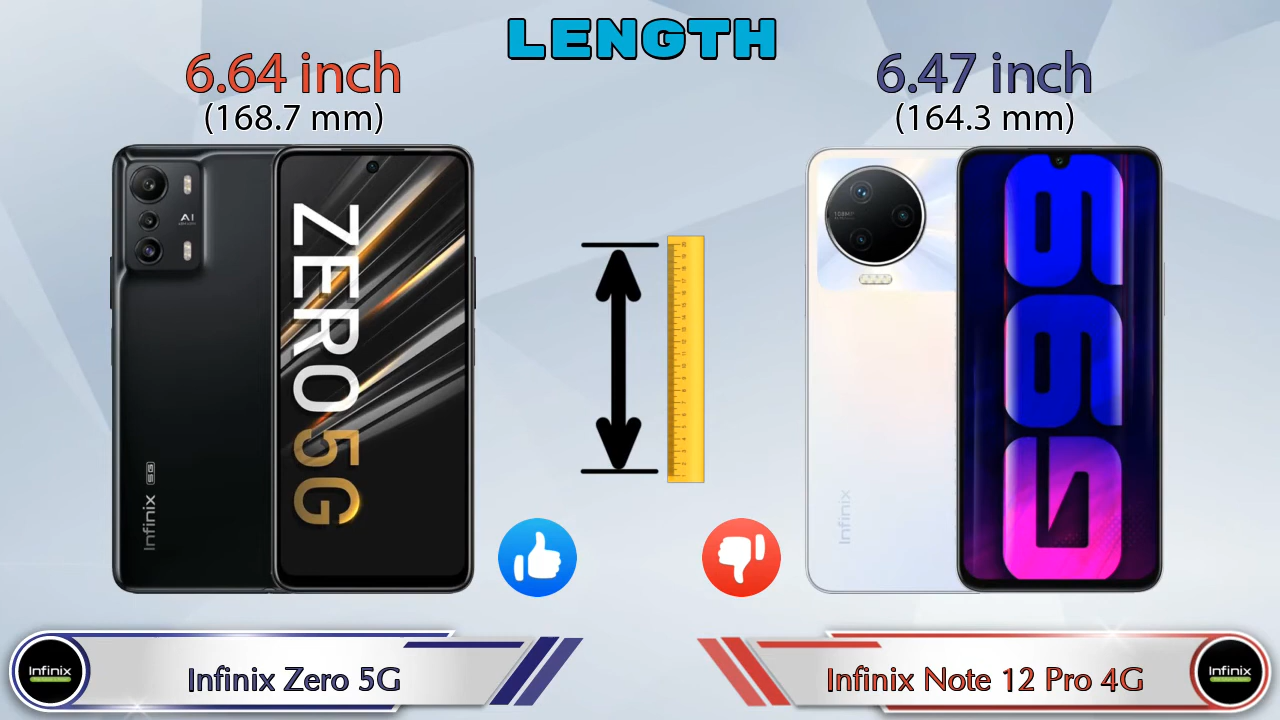 LENGTH
6.64 inch
(168.7 mm)
6.47 inch
(164.3 mm)
AI
ZERO 5G
Infinix 5G
108MP
G99
Infinix
Infinix
Infinix Zero 5G
Infinix Note 12 Pro 4G
Infinix